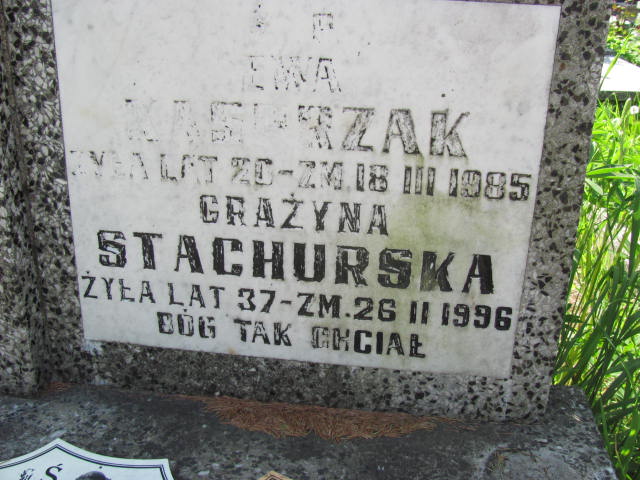 Ś P
EWA
KASPRZAK
ŻYŁA LAT 20-ZM.18 III 1985
GRAŻYNA
STACHURSKA
ŻYŁA LAT 37-ZM.26 II 1996
BÓG TAK CHCIAŁ
Ś